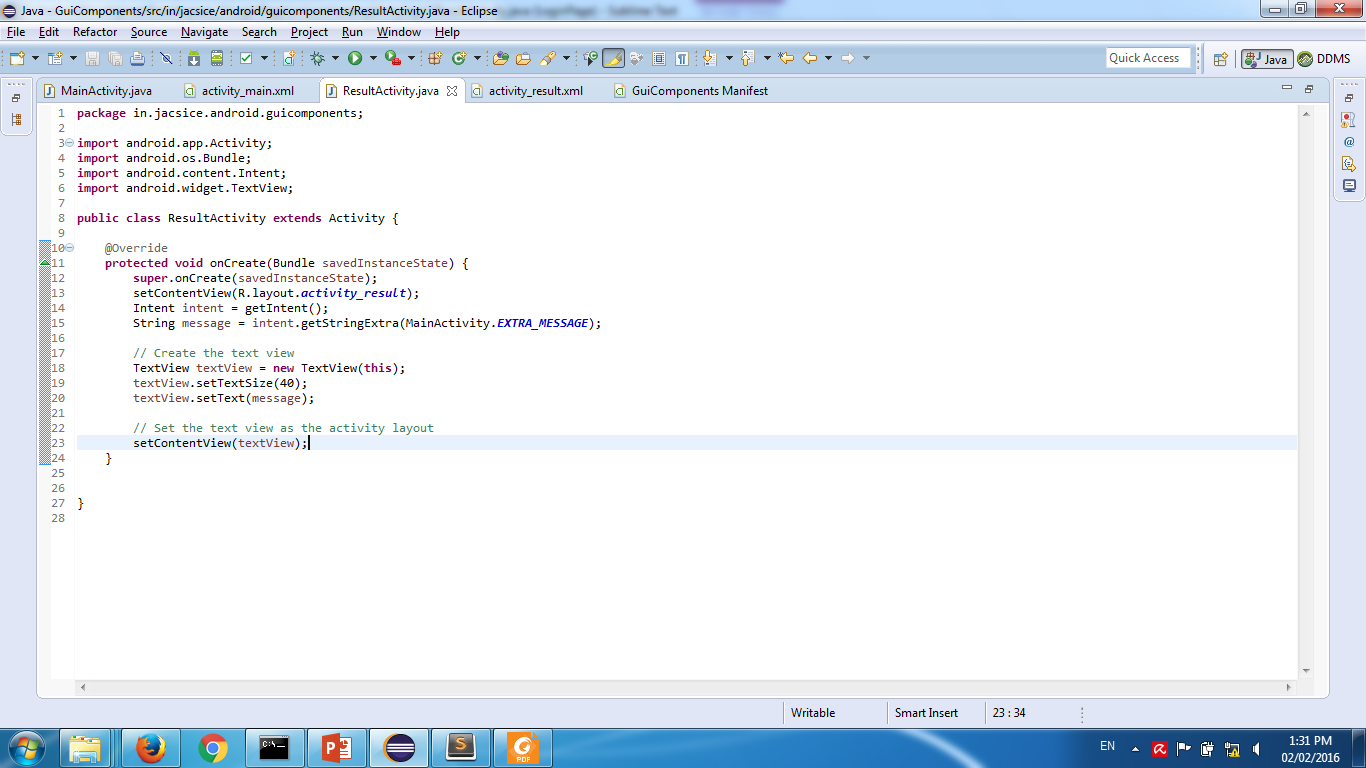 Java - GuiComponents/src/in/jacsice/android/guicomponents/ResultActivity.java - Eclipse
File Edit Refactor Source Navigate Search Project Run Window Help
Quick Access Java DDMS
MainActivity.java activity_main.xml ResultActivity.java activity_result.xml GuiComponents Manifest
1 package in.jacsice.android.guicomponents;
2
3 import android.app.Activity;
4 import android.os.Bundle;
5 import android.content.Intent;
6 import android.widget.TextView;
7
8 public class ResultActivity extends Activity {
9
10 @Override
11 protected void onCreate(Bundle savedInstanceState) {
12 super.onCreate(savedInstanceState);
13 setContentView(R.layout.activity_result);
14 Intent intent = getIntent();
15 String message = intent.getStringExtra(MainActivity.EXTRA_MESSAGE);
16
17 // Create the text view
18 TextView textView = new TextView(this);
19 textView.setTextSize(40);
20 textView.setText(message);
21
22 // Set the text view as the activity layout
23 setContentView(textView);
24 }
25
26
27 }
28
Writable Smart Insert 23 : 34
C:\_
P
S
PDF
EN
1:31 PM
02/02/2016